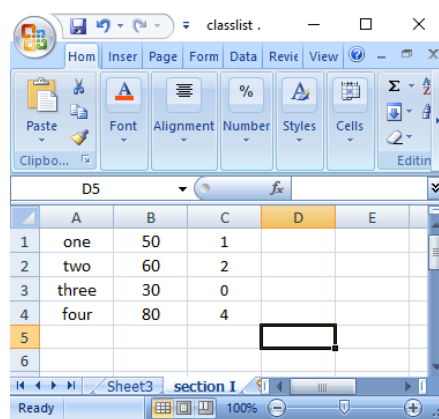 classlist .
Hom Inser Page Form Data Revie View
Paste Font Alignment Number Styles Cells
Clipbo... Editin
D5 fx
A B C D E
1 one 50 1
2 two 60 2
3 three 30 0
4 four 80 4
5
6
Sheet3 section I
Ready 100%